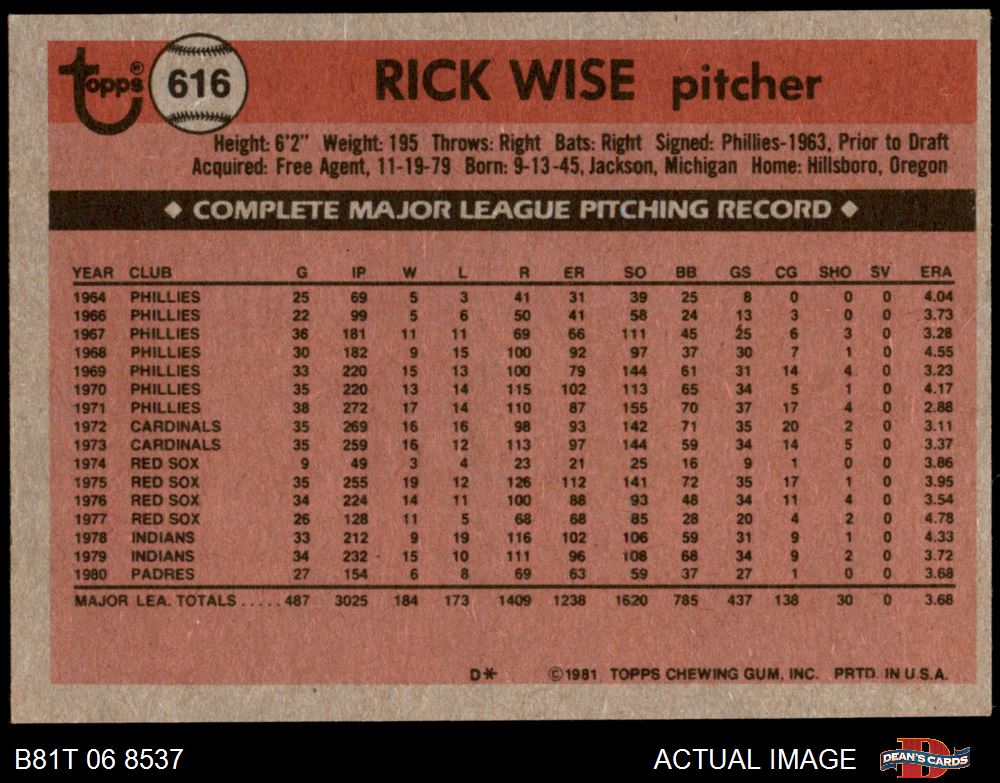 Topps 616 RICK WISE pitcher
Height: 6'2" Weight: 195 Throws: Right Bats: Right Signed: Phillies-1963, Prior to Draft
Acquired: Free Agent, 11-19-79 Born: 9-13-45, Jackson, Michigan Home: Hillsboro, Oregon
◆ COMPLETE MAJOR LEAGUE PITCHING RECORD ◆
YEAR CLUB G IP W L R ER SO BB GS CG SHO SV ERA
1964 PHILLIES 25 69 5 3 41 31 39 25 8 0 0 0 4.04
1966 PHILLIES 22 99 5 6 50 41 58 24 13 3 0 0 3.73
1967 PHILLIES 36 181 11 11 69 66 111 45 25 6 3 0 3.28
1968 PHILLIES 30 182 9 15 100 92 97 37 30 7 1 0 4.55
1969 PHILLIES 33 220 15 13 100 79 144 61 31 14 4 0 3.23
1970 PHILLIES 35 220 13 14 115 102 113 65 34 5 1 0 4.17
1971 PHILLIES 38 272 17 14 110 87 155 70 37 17 4 0 2.88
1972 CARDINALS 35 269 16 16 98 93 142 71 35 20 2 0 3.11
1973 CARDINALS 35 259 16 12 113 97 144 59 34 14 5 0 3.37
1974 RED SOX 9 49 3 4 23 21 25 16 9 1 0 0 3.86
1975 RED SOX 35 255 19 12 126 112 141 72 35 17 1 0 3.95
1976 RED SOX 34 224 14 11 100 88 93 48 34 11 4 0 3.54
1977 RED SOX 26 128 11 5 68 68 85 28 20 4 2 0 4.78
1978 INDIANS 33 212 9 19 116 102 106 59 31 9 1 0 4.33
1979 INDIANS 34 232 15 10 111 96 108 68 34 9 2 0 3.72
1980 PADRES 27 154 6 8 69 63 59 37 27 1 0 0 3.68
MAJOR LEA. TOTALS ..... 487 3025 184 173 1409 1238 1620 785 437 138 30 0 3.68
D* ©1981 TOPPS CHEWING GUM, INC. PRTD. IN U.S.A.
B81T 06 8537 ACTUAL IMAGE DEAN'S CARDS